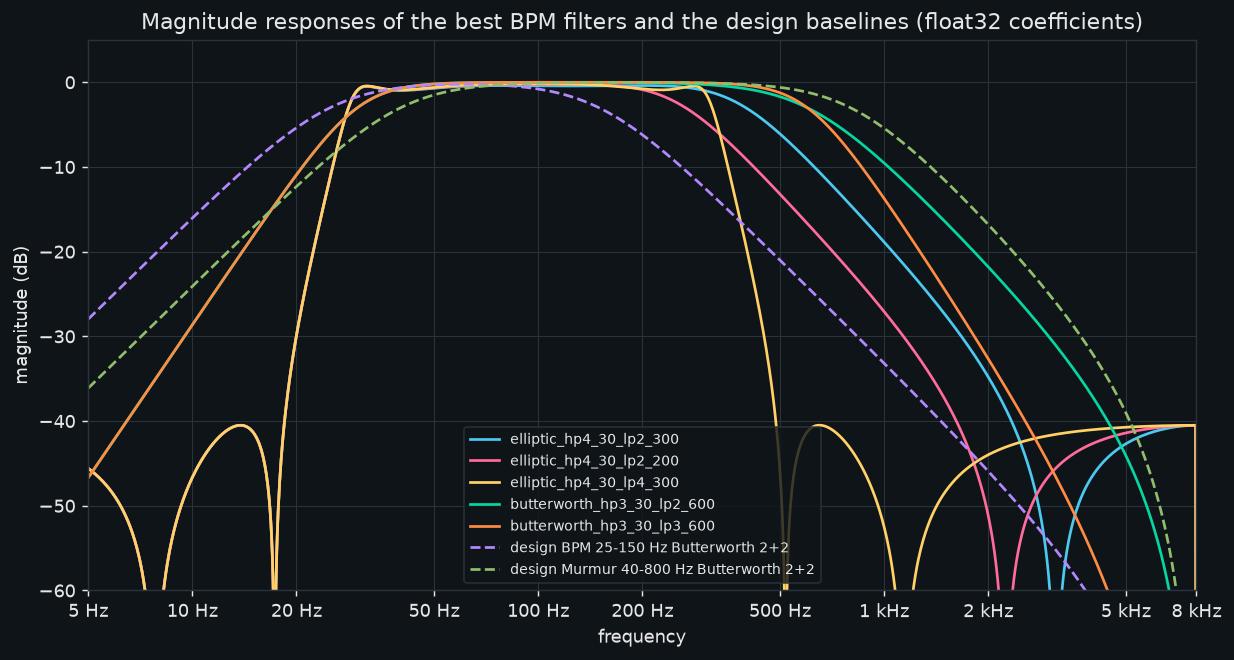 Magnitude responses of the best BPM filters and the design baselines (float32 coefficients)
magnitude (dB)
0
−10
−20
−30
−40
−50
−60
elliptic_hp4_30_lp2_300
elliptic_hp4_30_lp2_200
elliptic_hp4_30_lp4_300
butterworth_hp3_30_lp2_600
butterworth_hp3_30_lp3_600
design BPM 25-150 Hz Butterworth 2+2
design Murmur 40-800 Hz Butterworth 2+2
5 Hz 10 Hz 20 Hz 50 Hz 100 Hz 200 Hz 500 Hz 1 kHz 2 kHz 5 kHz 8 kHz
frequency